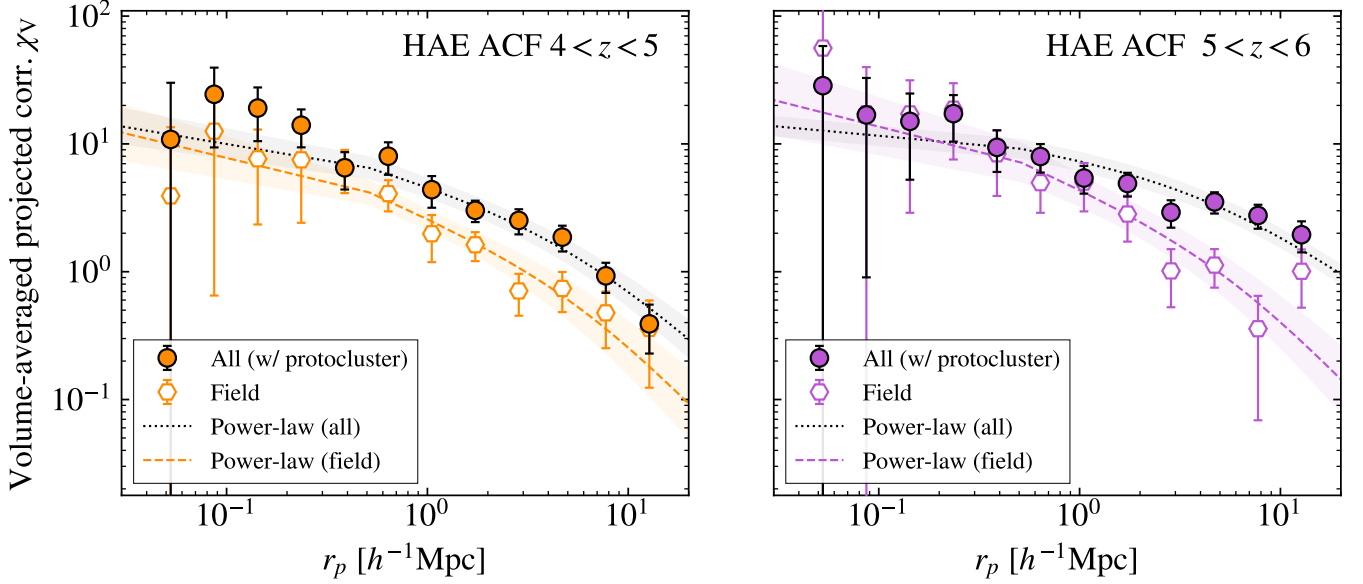 Volume-averaged projected corr. χV
10² 10¹ 10⁰ 10⁻¹
HAE ACF 4 < z < 5
All (w/ protocluster)
Field
Power-law (all)
Power-law (field)
10⁻¹ 10⁰ 10¹
r_p [h⁻¹Mpc]
HAE ACF 5 < z < 6
All (w/ protocluster)
Field
Power-law (all)
Power-law (field)
10⁻¹ 10⁰ 10¹
r_p [h⁻¹Mpc]